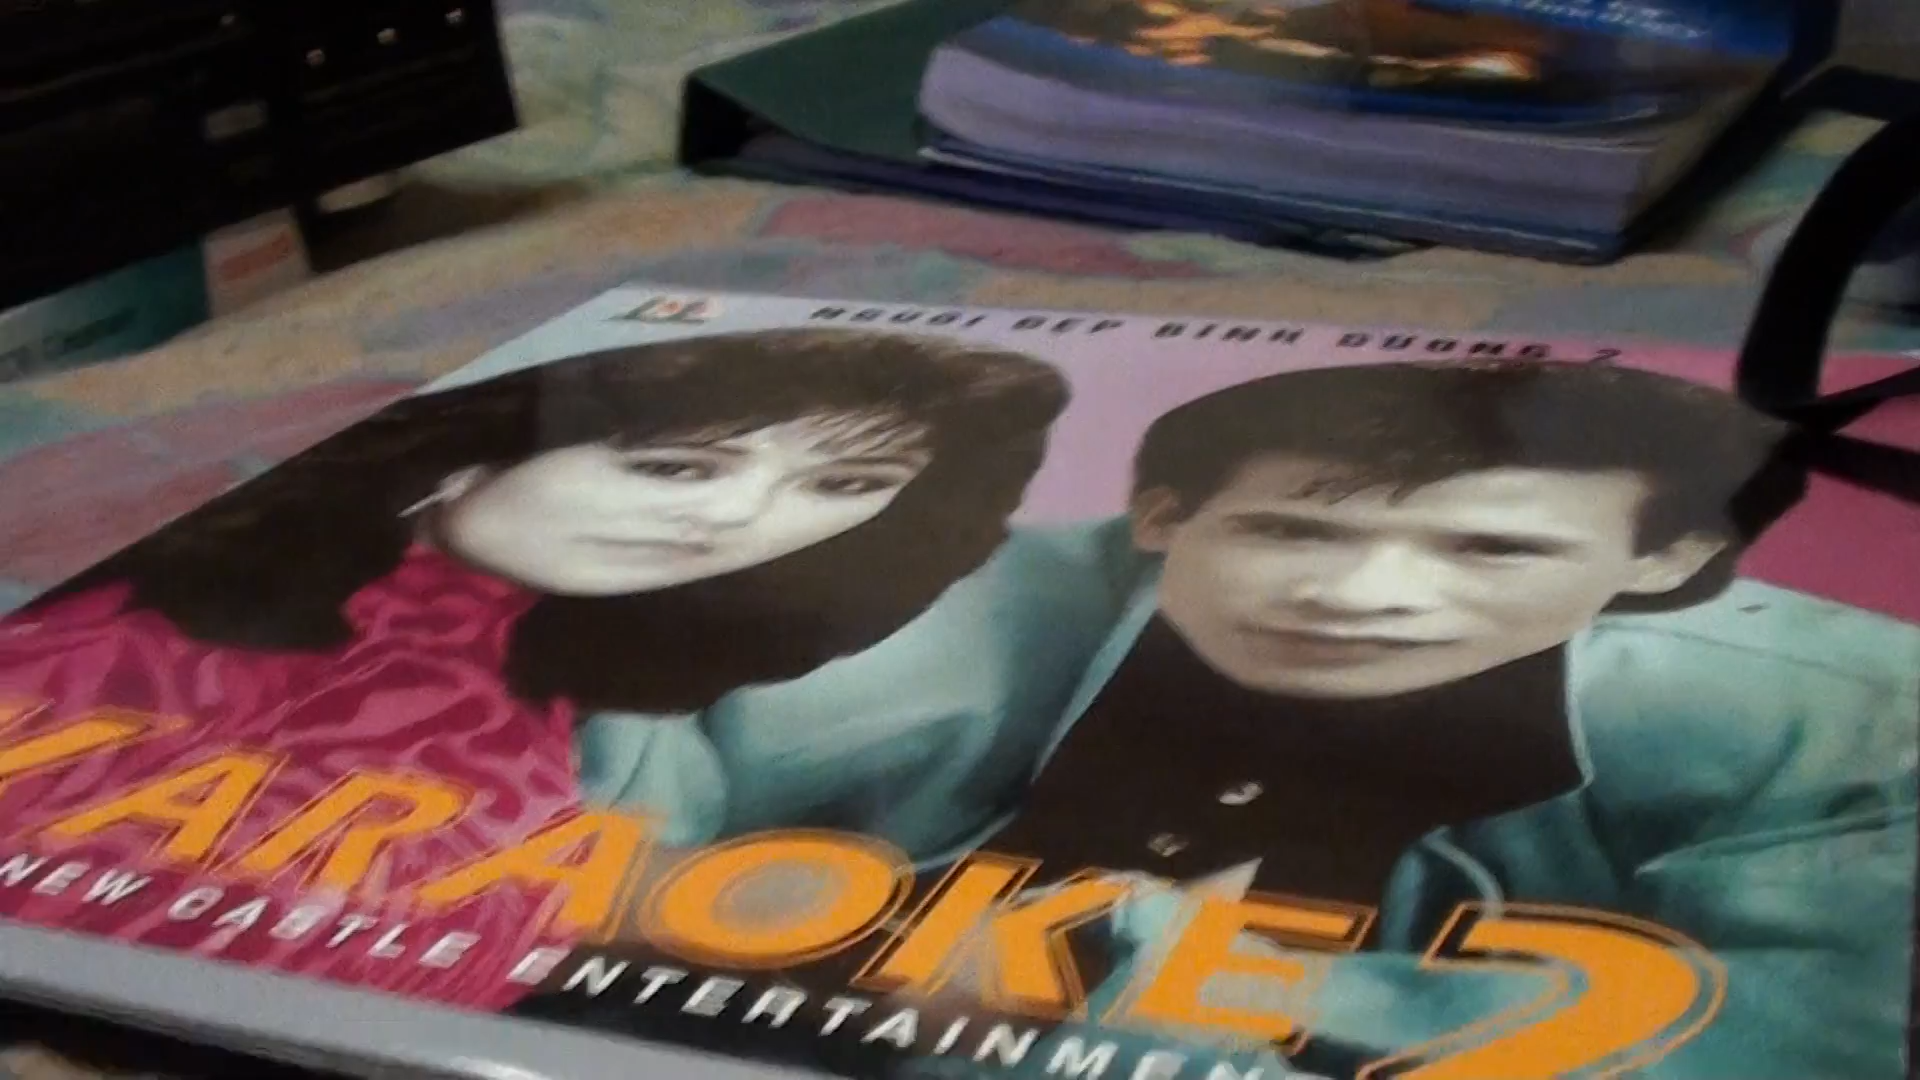 NGUOI DEP BINH DUONG 2
KARAOKE 2
NEW CASTLE ENTERTAINMENT